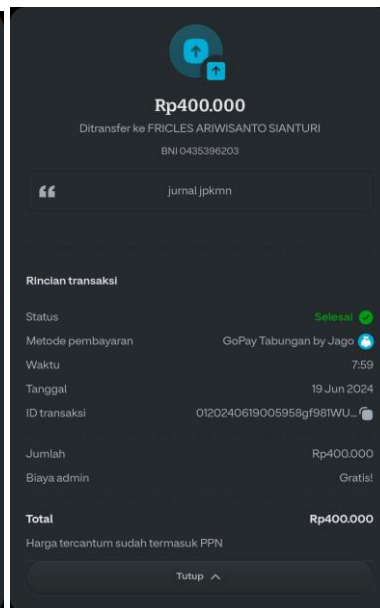 Rp400.000
Ditransfer ke FRICLES ARIWISANTO SIANTURI
BNI 0435396203
jurnal jpkmn
Rincian transaksi
Status Selesai
Metode pembayaran GoPay Tabungan by Jago
Waktu 7:59
Tanggal 19 Jun 2024
ID transaksi 0120240619005958gf981WU...
Jumlah Rp400.000
Biaya admin Gratis!
Total Rp400.000
Harga tercantum sudah termasuk PPN
Tutup